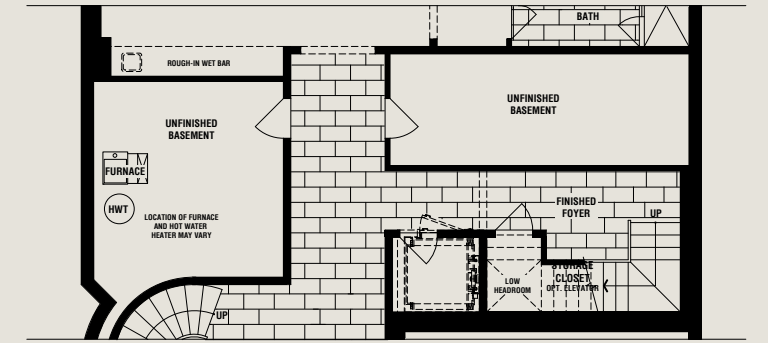 BATH
ROUGH-IN WET BAR
UNFINISHED
BASEMENT
UNFINISHED
BASEMENT
FURNACE
HWT
LOCATION OF FURNACE
AND HOT WATER
HEATER MAY VARY
FINISHED
FOYER
UP
STORAGE
CLOSET
OPT. ELEVATOR
LOW
HEADROOM
UP